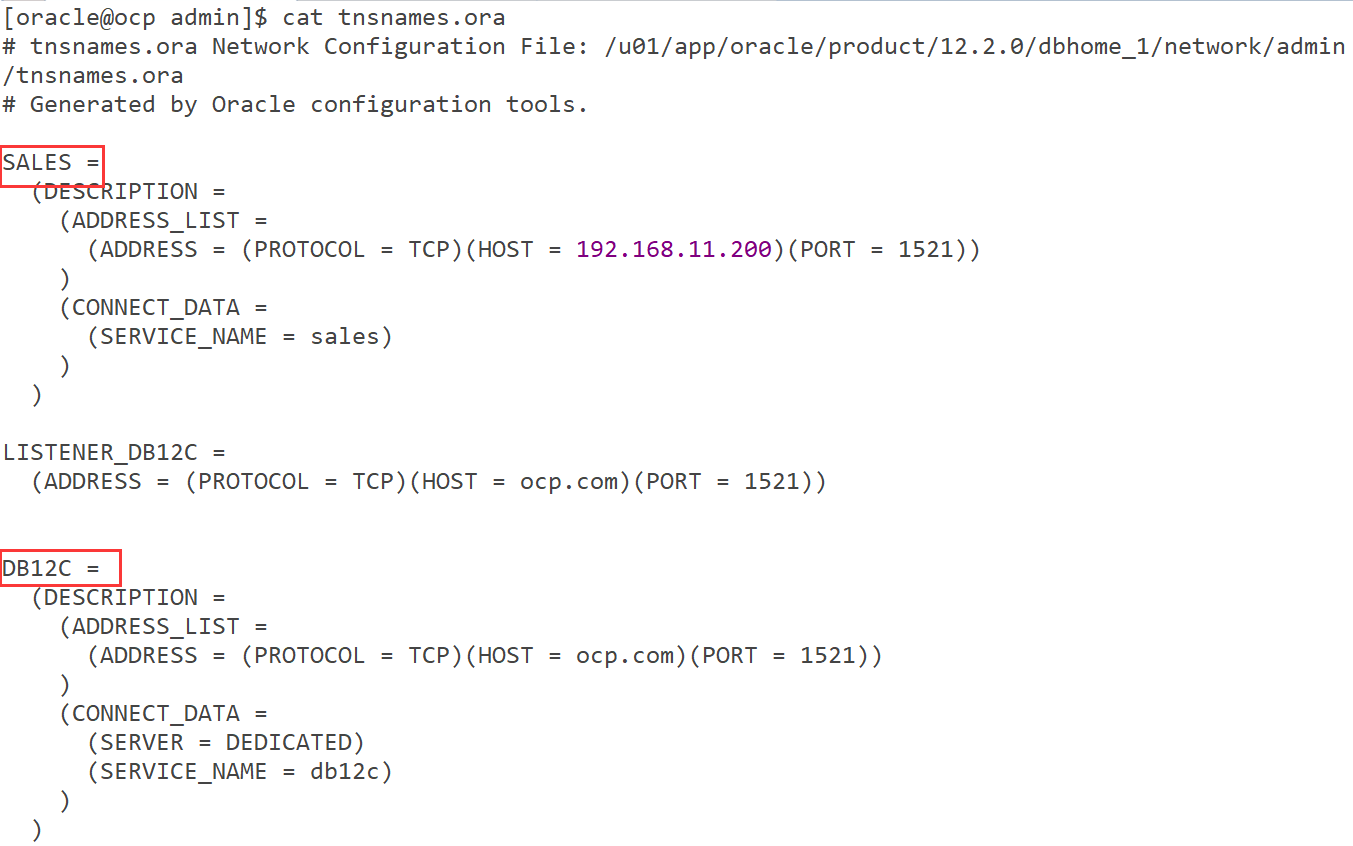 [oracle@ocp admin]$ cat tnsnames.ora
# tnsnames.ora Network Configuration File: /u01/app/oracle/product/12.2.0/dbhome_1/network/admin
/tnsnames.ora
# Generated by Oracle configuration tools.

SALES =
  (DESCRIPTION =
    (ADDRESS_LIST =
      (ADDRESS = (PROTOCOL = TCP)(HOST = 192.168.11.200)(PORT = 1521))
    )
    (CONNECT_DATA =
      (SERVICE_NAME = sales)
    )
  )

LISTENER_DB12C =
  (ADDRESS = (PROTOCOL = TCP)(HOST = ocp.com)(PORT = 1521))


DB12C =
  (DESCRIPTION =
    (ADDRESS_LIST =
      (ADDRESS = (PROTOCOL = TCP)(HOST = ocp.com)(PORT = 1521))
    )
    (CONNECT_DATA =
      (SERVER = DEDICATED)
      (SERVICE_NAME = db12c)
    )
  )